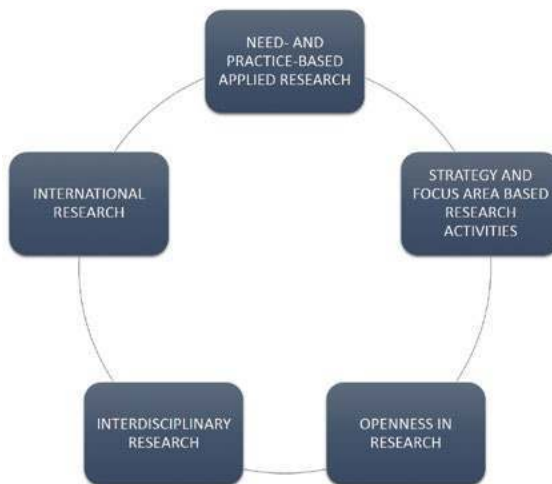 NEED- AND
PRACTICE-BASED
APPLIED RESEARCH
STRATEGY AND
FOCUS AREA BASED
RESEARCH
ACTIVITIES
OPENNESS IN
RESEARCH
INTERDISCIPLINARY
RESEARCH
INTERNATIONAL
RESEARCH